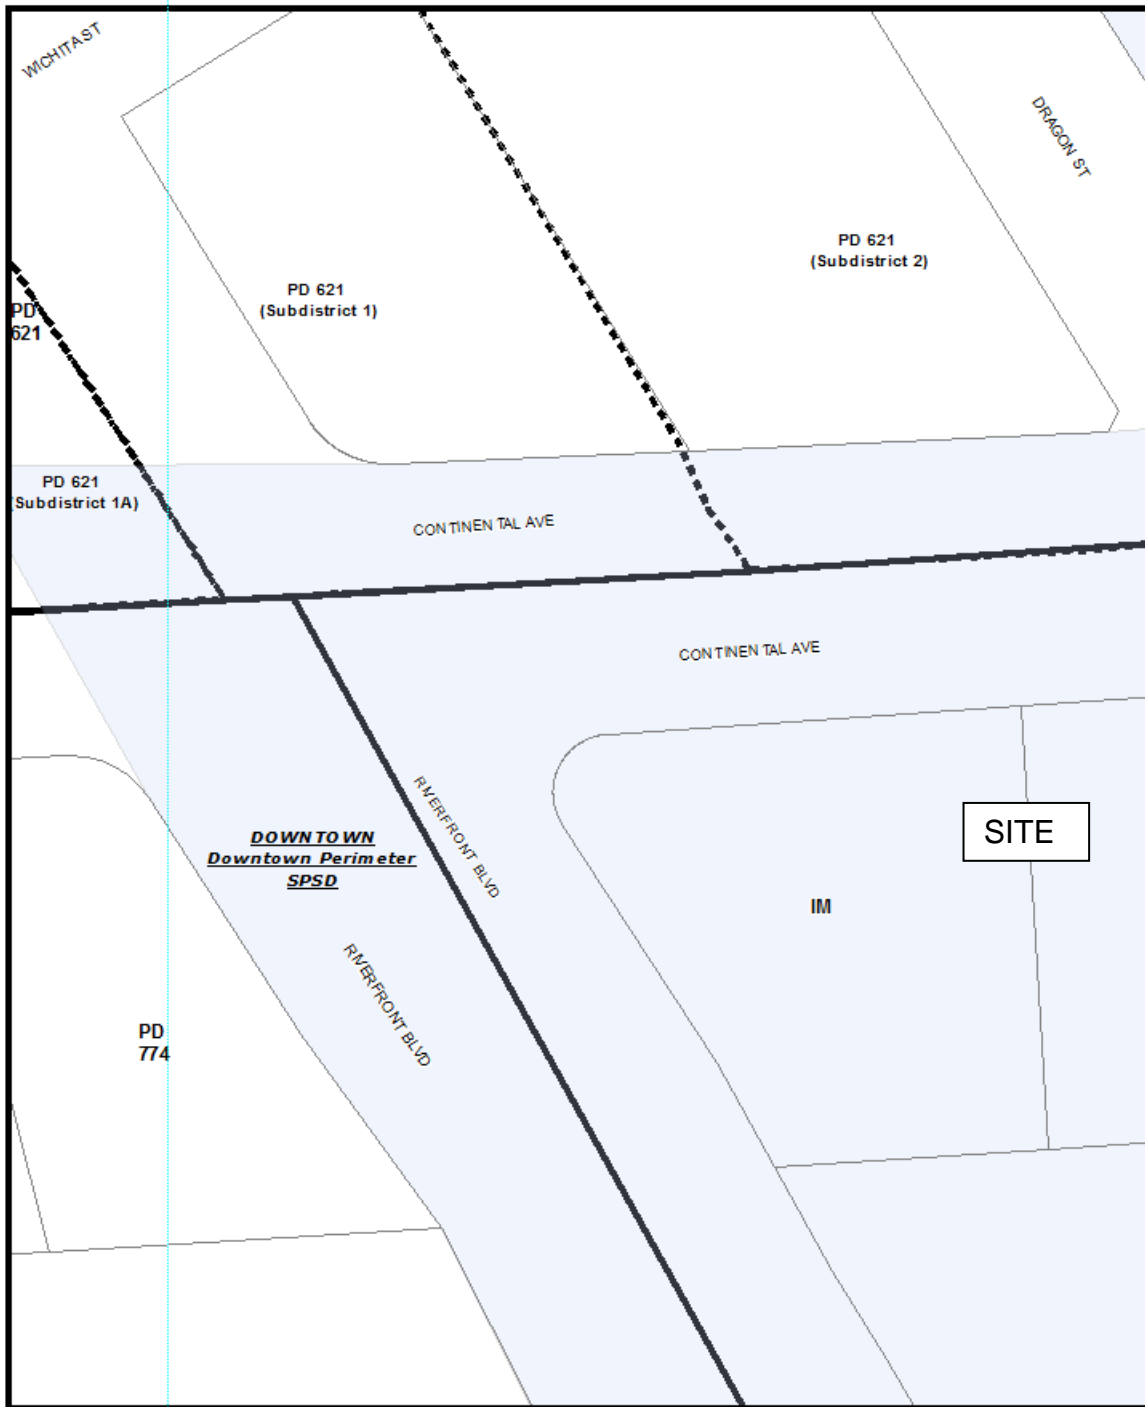 WICHITA ST
DRAGON ST
PD 621
(Subdistrict 2)
PD 621
(Subdistrict 1)
PD
621
PD 621
(Subdistrict 1A)
CONTINENTAL AVE
CONTINENTAL AVE
RIVERFRONT BLVD
SITE
DOWNTOWN
Downtown Perimeter
SPSD
IM
RIVERFRONT BLVD
PD
774